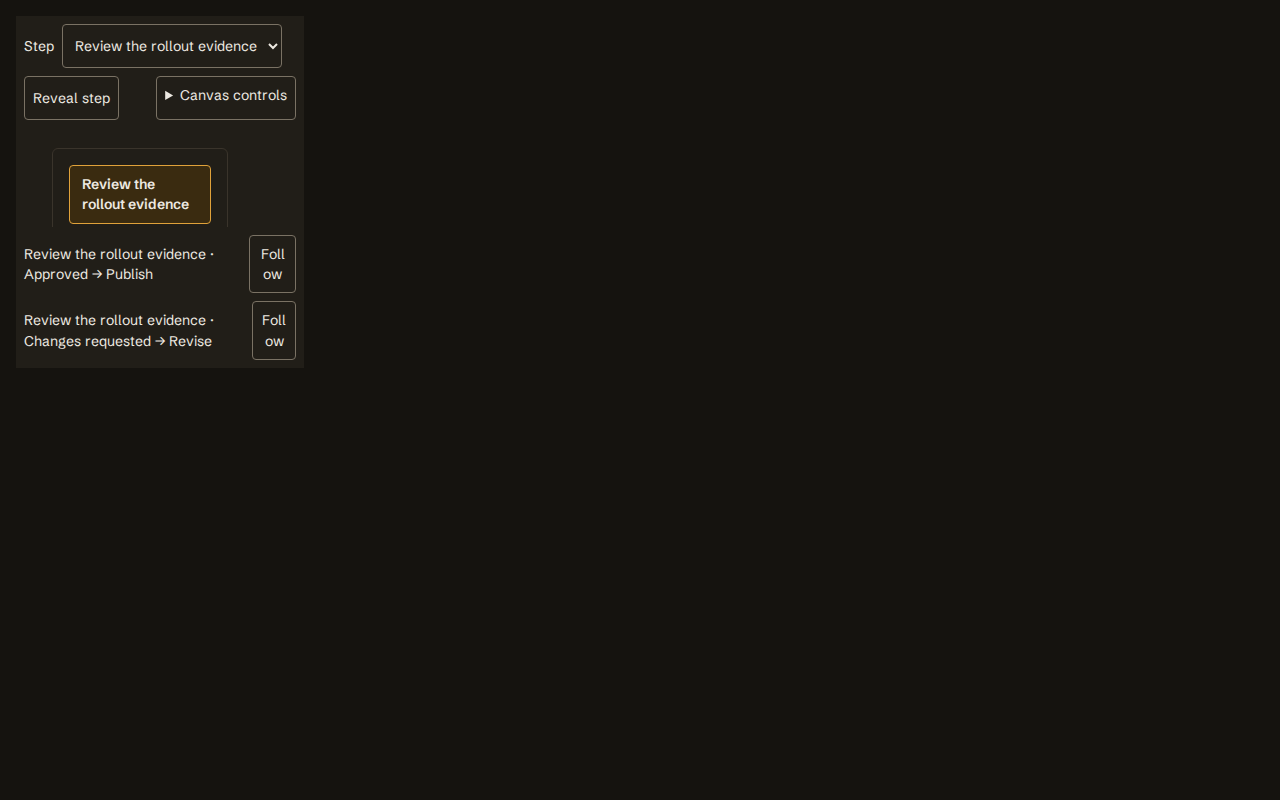 Step
Review the rollout evidence
Reveal step
▶ Canvas controls
Review the
rollout evidence
Review the rollout evidence ·
Approved → Publish
Foll
ow
Review the rollout evidence ·
Changes requested → Revise
Foll
ow